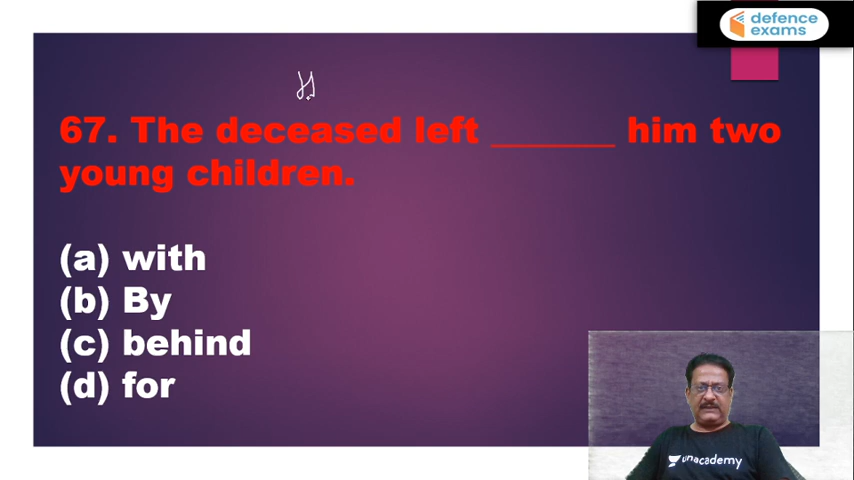 defence
exams
67. The deceased left _______ him two
young children.
(a) with
(b) By
(c) behind
(d) for
unacademy